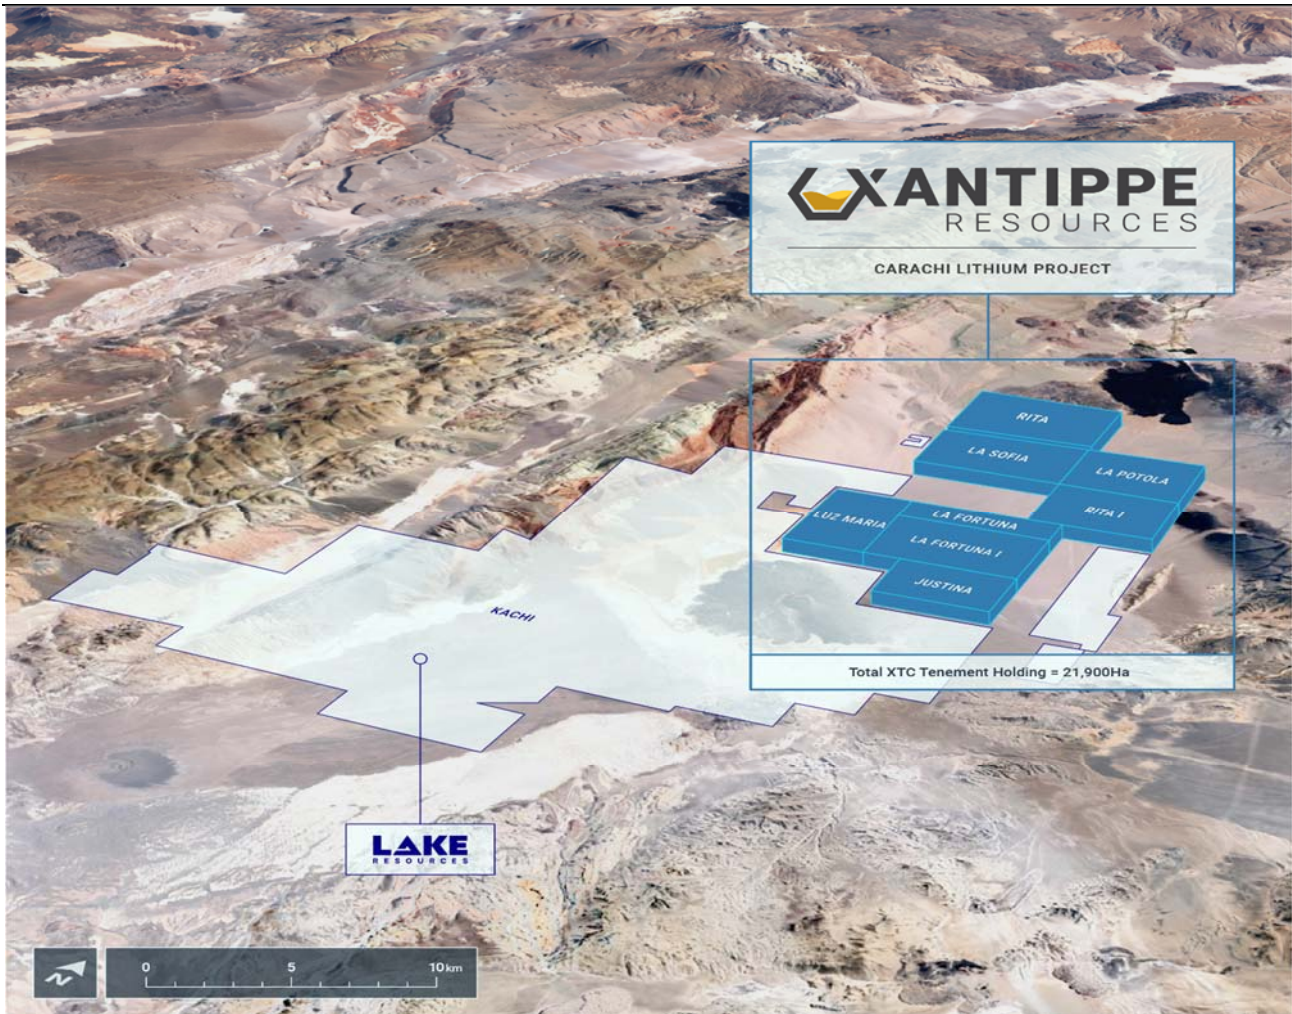 XANTIPPE
RESOURCES
CARACHI LITHIUM PROJECT
RITA
LA SOFIA
LA POTOLA
LUZ MARIA
LA FORTUNA
RITA I
LA FORTUNA I
JUSTINA
KACHI
Total XTC Tenement Holding = 21,900Ha
LAKE
RESOURCES
N
0 5 10km